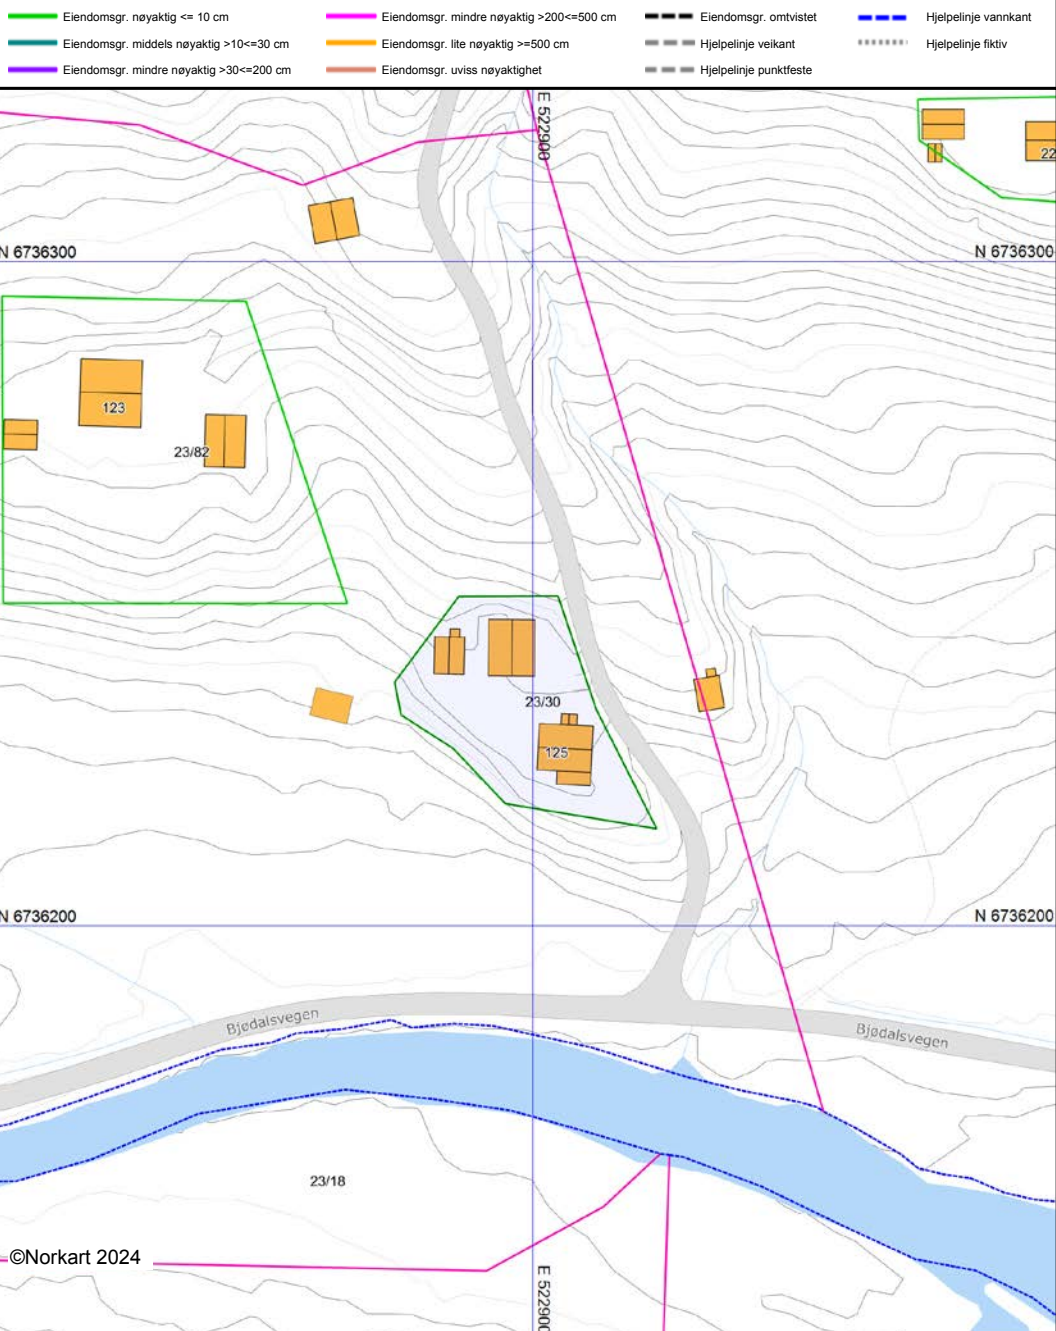 Eiendomsgr. nøyaktig <= 10 cm
Eiendomsgr. mindre nøyaktig >200<=500 cm
Eiendomsgr. omtvistet
Hjelpelinje vannkant
Eiendomsgr. middels nøyaktig >10<=30 cm
Eiendomsgr. lite nøyaktig >=500 cm
Hjelpelinje veikant
Hjelpelinje fiktiv
Eiendomsgr. mindre nøyaktig >30<=200 cm
Eiendomsgr. uviss nøyaktighet
Hjelpelinje punktfeste
E 522900
22
N 6736300
N 6736300
123
23/82
23/30
125
N 6736200
N 6736200
Bjødalsvegen
Bjødalsvegen
23/18
©Norkart 2024
E 522900